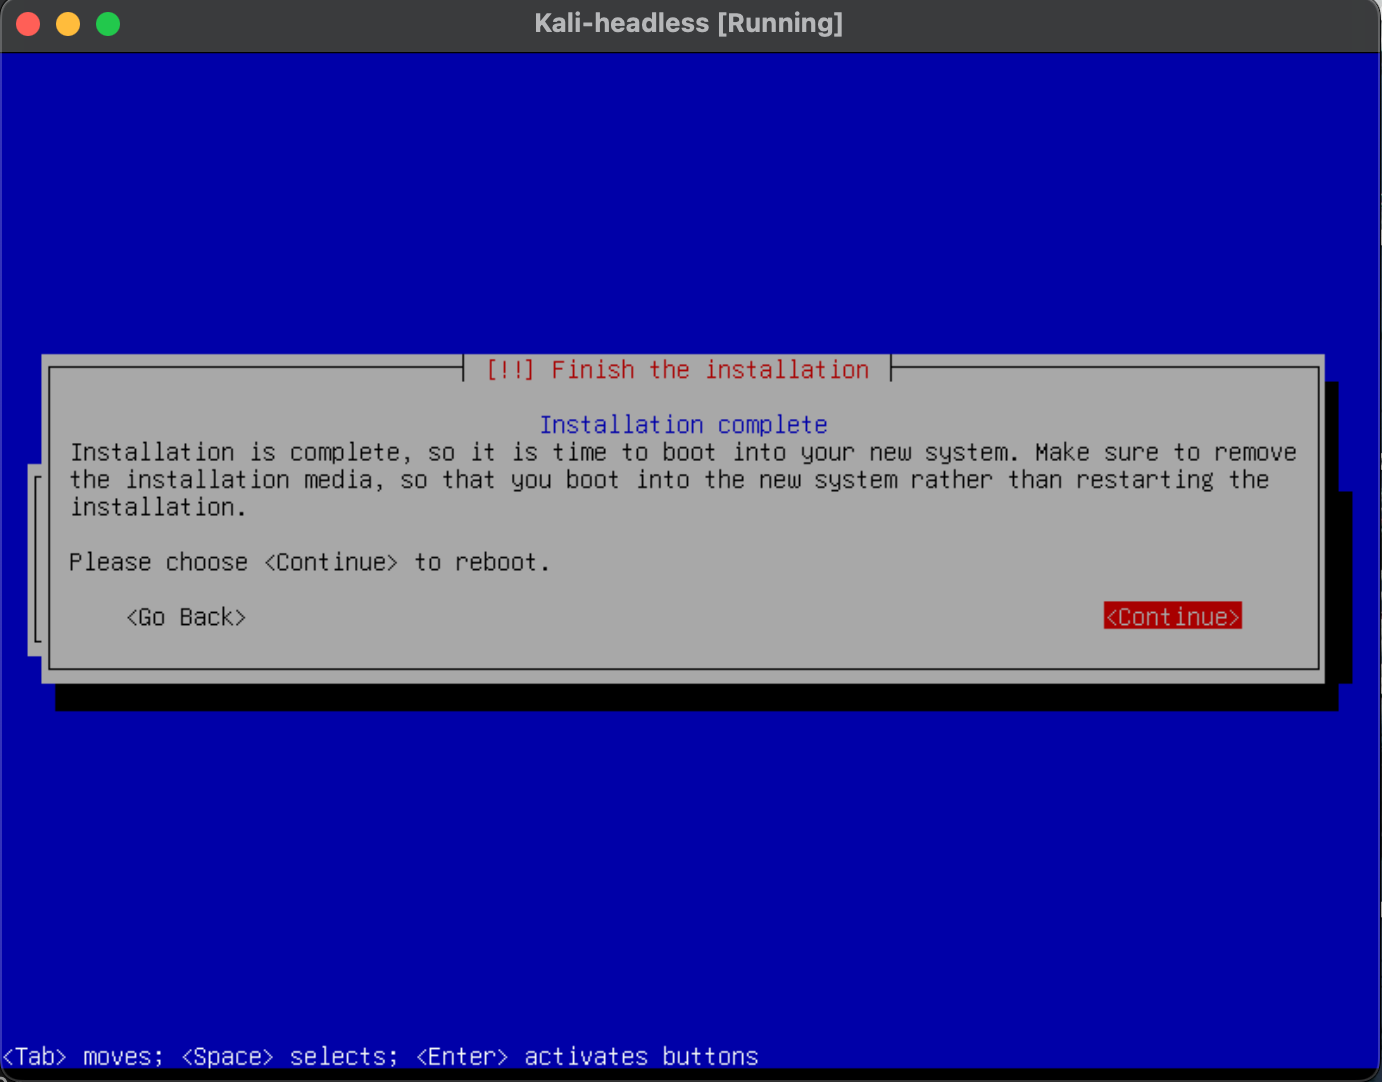 Kali-headless [Running]
[!!] Finish the installation
Installation complete
Installation is complete, so it is time to boot into your new system. Make sure to remove
the installation media, so that you boot into the new system rather than restarting the
installation.
Please choose <Continue> to reboot.
<Go Back> <Continue>
<Tab> moves; <Space> selects; <Enter> activates buttons